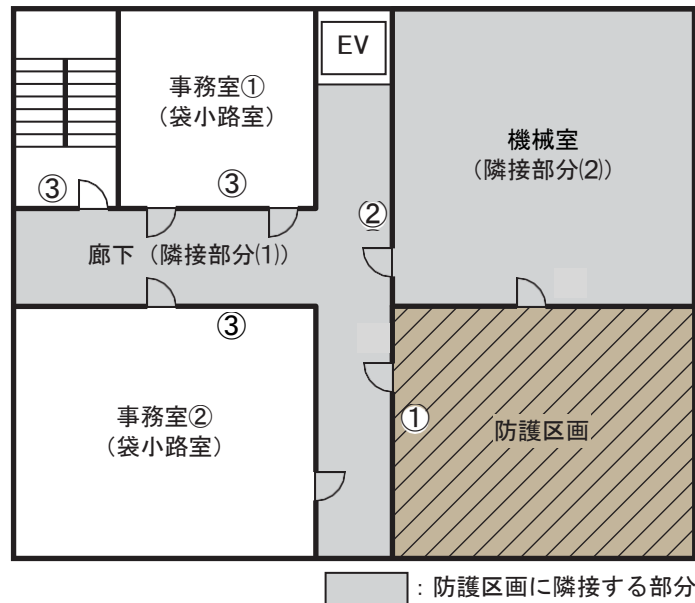 EV
事務室①
(袋小路室)
機械室
(隣接部分⑵)
③
③
②
廊下 (隣接部分⑴)
③
①
事務室②
(袋小路室)
防護区画
:防護区画に隣接する部分